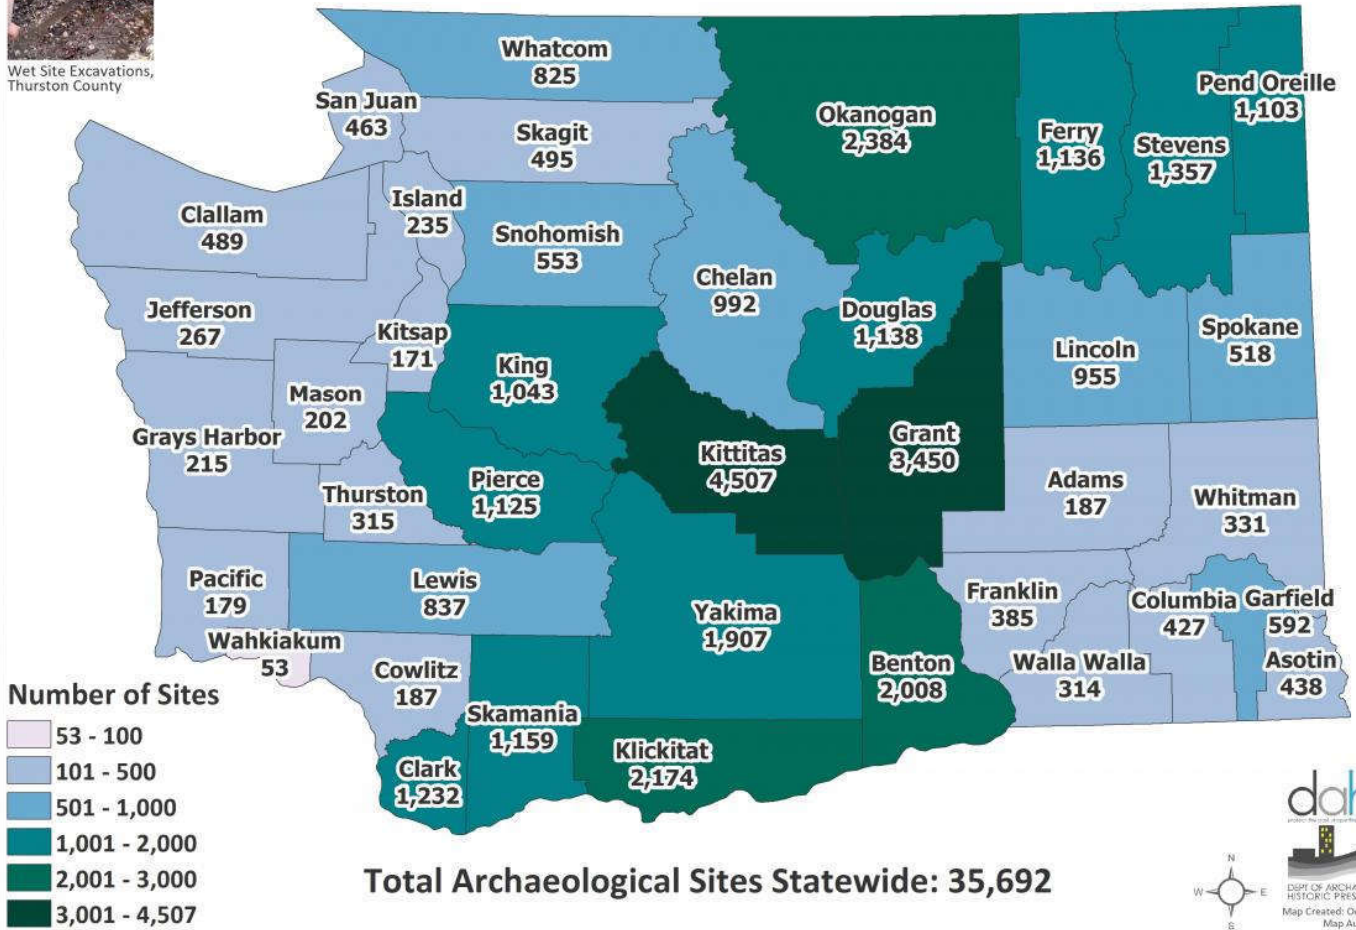 Wet Site Excavations,
Thurston County
Whatcom
825
San Juan
463
Skagit
495
Okanogan
2,384
Ferry
1,136
Stevens
1,357
Pend Oreille
1,103
Clallam
489
Island
235
Snohomish
553
Chelan
992
Douglas
1,138
Jefferson
267
Kitsap
171
King
1,043
Lincoln
955
Spokane
518
Mason
202
Grays Harbor
215
Thurston
315
Pierce
1,125
Kittitas
4,507
Grant
3,450
Adams
187
Whitman
331
Pacific
179
Lewis
837
Yakima
1,907
Franklin
385
Columbia
427
Garfield
592
Wahkiakum
53
Cowlitz
187
Skamania
1,159
Benton
2,008
Walla Walla
314
Asotin
438
Clark
1,232
Klickitat
2,174
Number of Sites
53 - 100
101 - 500
501 - 1,000
1,001 - 2,000
2,001 - 3,000
3,001 - 4,507
Total Archaeological Sites Statewide: 35,692
N
W E
S
DEPT OF
HISTORIC
Map Created:
Map